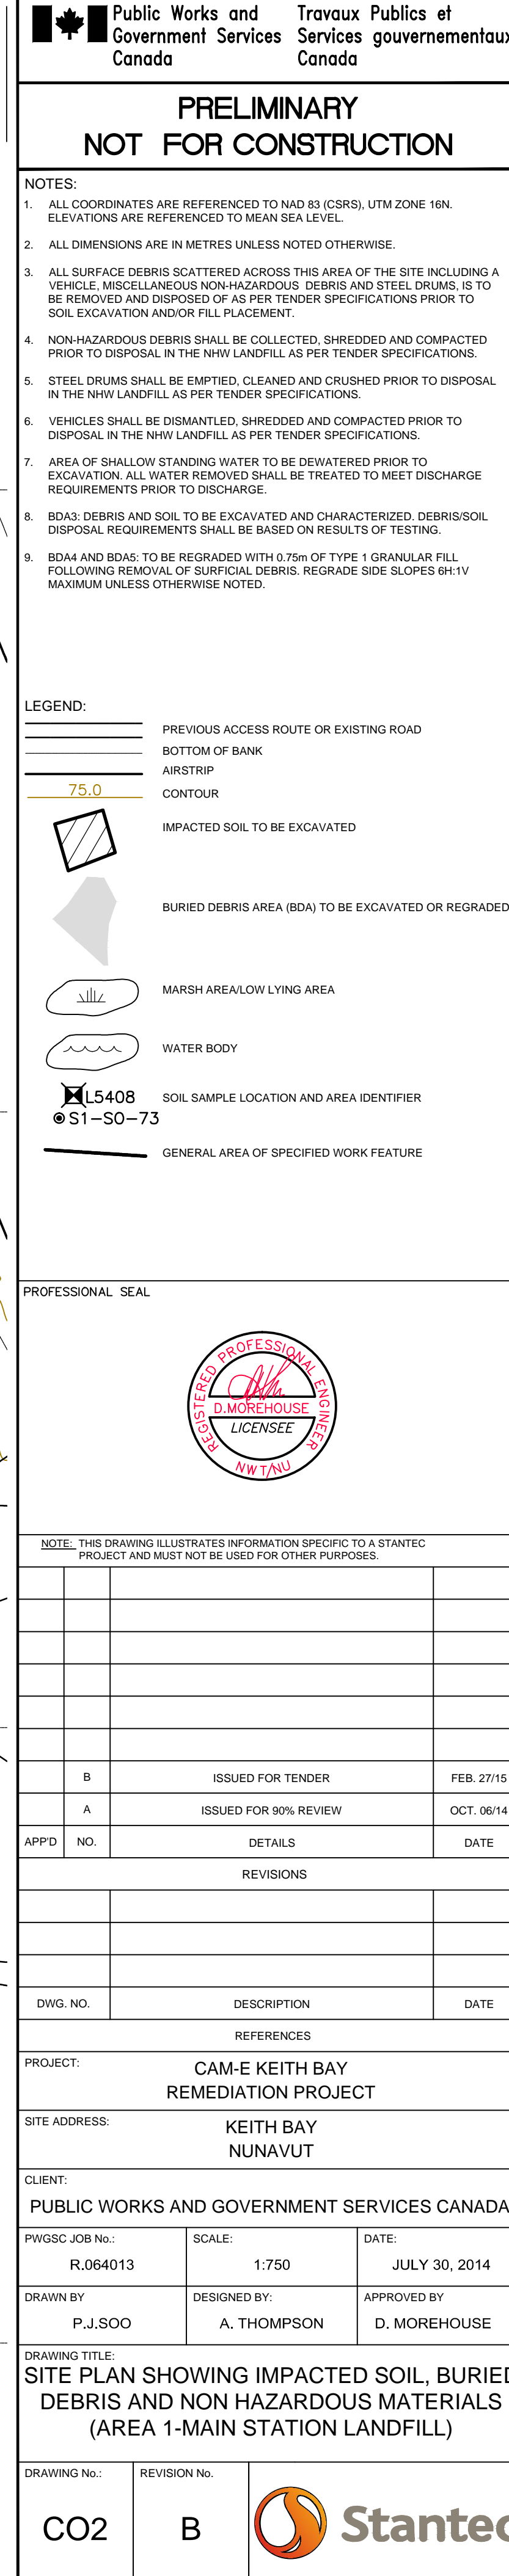 Public Works and
Government Services
Canada
Travaux Publics et
Services gouvernementaux
Canada
PRELIMINARY
NOT FOR CONSTRUCTION
NOTES:
1. ALL COORDINATES ARE REFERENCED TO NAD 83 (CSRS), UTM ZONE 16N.
ELEVATIONS ARE REFERENCED TO MEAN SEA LEVEL.
2. ALL DIMENSIONS ARE IN METRES UNLESS NOTED OTHERWISE.
3. ALL SURFACE DEBRIS SCATTERED ACROSS THIS AREA OF THE SITE INCLUDING A
VEHICLE, MISCELLANEOUS NON-HAZARDOUS DEBRIS AND STEEL DRUMS, IS TO
BE REMOVED AND DISPOSED OF AS PER TENDER SPECIFICATIONS PRIOR TO
SOIL EXCAVATION AND/OR FILL PLACEMENT.
4. NON-HAZARDOUS DEBRIS SHALL BE COLLECTED, SHREDDED AND COMPACTED
PRIOR TO DISPOSAL IN THE NHW LANDFILL AS PER TENDER SPECIFICATIONS.
5. STEEL DRUMS SHALL BE EMPTIED, CLEANED AND CRUSHED PRIOR TO DISPOSAL
IN THE NHW LANDFILL AS PER TENDER SPECIFICATIONS.
6. VEHICLES SHALL BE DISMANTLED, SHREDDED AND COMPACTED PRIOR TO
DISPOSAL IN THE NHW LANDFILL AS PER TENDER SPECIFICATIONS.
7. AREA OF SHALLOW STANDING WATER TO BE DEWATERED PRIOR TO
EXCAVATION. ALL WATER REMOVED SHALL BE TREATED TO MEET DISCHARGE
REQUIREMENTS PRIOR TO DISCHARGE.
8. BDA3: DEBRIS AND SOIL TO BE EXCAVATED AND CHARACTERIZED. DEBRIS/SOIL
DISPOSAL REQUIREMENTS SHALL BE BASED ON RESULTS OF TESTING.
9. BDA4 AND BDA5: TO BE REGRADED WITH 0.75m OF TYPE 1 GRANULAR FILL
FOLLOWING REMOVAL OF SURFICIAL DEBRIS. REGRADE SIDE SLOPES 6H:1V
MAXIMUM UNLESS OTHERWISE NOTED.
LEGEND:
PREVIOUS ACCESS ROUTE OR EXISTING ROAD
BOTTOM OF BANK
AIRSTRIP
75.0 CONTOUR
IMPACTED SOIL TO BE EXCAVATED
BURIED DEBRIS AREA (BDA) TO BE EXCAVATED OR REGRADED
MARSH AREA/LOW LYING AREA
WATER BODY
L5408 SOIL SAMPLE LOCATION AND AREA IDENTIFIER
S1-SO-73
GENERAL AREA OF SPECIFIED WORK FEATURE
PROFESSIONAL SEAL
REGISTERED PROFESSIONAL ENGINEER
D.MOREHOUSE
LICENSEE
NWT/NU
NOTE: THIS DRAWING ILLUSTRATES INFORMATION SPECIFIC TO A STANTEC
PROJECT AND MUST NOT BE USED FOR OTHER PURPOSES.
B ISSUED FOR TENDER FEB. 27/15
A ISSUED FOR 90% REVIEW OCT. 06/14
APP'D NO. DETAILS DATE
REVISIONS
DWG. NO. DESCRIPTION DATE
REFERENCES
PROJECT:
CAM-E KEITH BAY
REMEDIATION PROJECT
SITE ADDRESS:
KEITH BAY
NUNAVUT
CLIENT:
PUBLIC WORKS AND GOVERNMENT SERVICES CANADA
PWGSC JOB No.: SCALE: DATE:
R.064013 1:750 JULY 30, 2014
DRAWN BY DESIGNED BY: APPROVED BY
P.J.SOO A. THOMPSON D. MOREHOUSE
DRAWING TITLE:
SITE PLAN SHOWING IMPACTED SOIL, BURIED
DEBRIS AND NON HAZARDOUS MATERIALS
(AREA 1-MAIN STATION LANDFILL)
DRAWING No.: REVISION No.
CO2 B Stantec